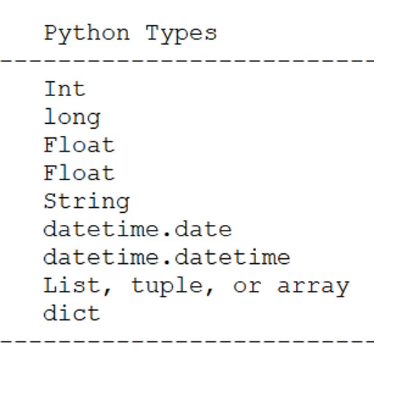 Python Types
--------------------------
Int
long
Float
Float
String
datetime.date
datetime.datetime
List, tuple, or array
dict
--------------------------